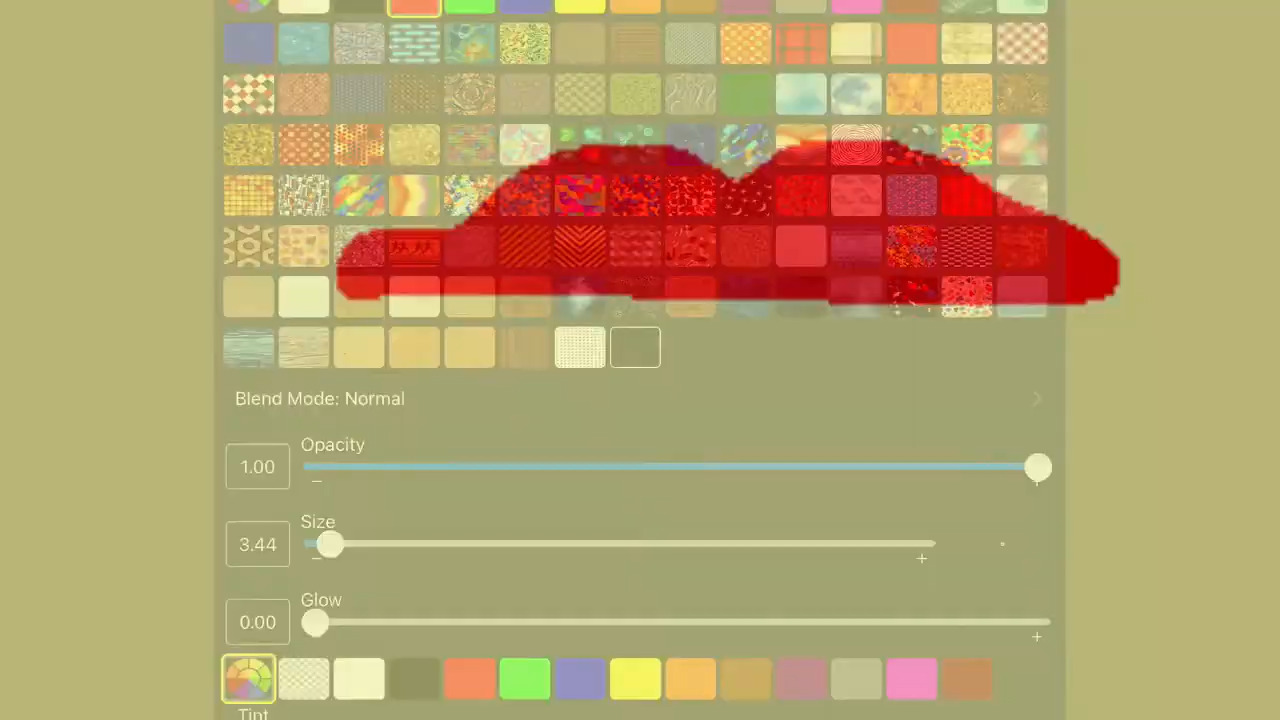 Blend Mode: Normal
Opacity
1.00
Size
3.44
Glow
0.00
Tint